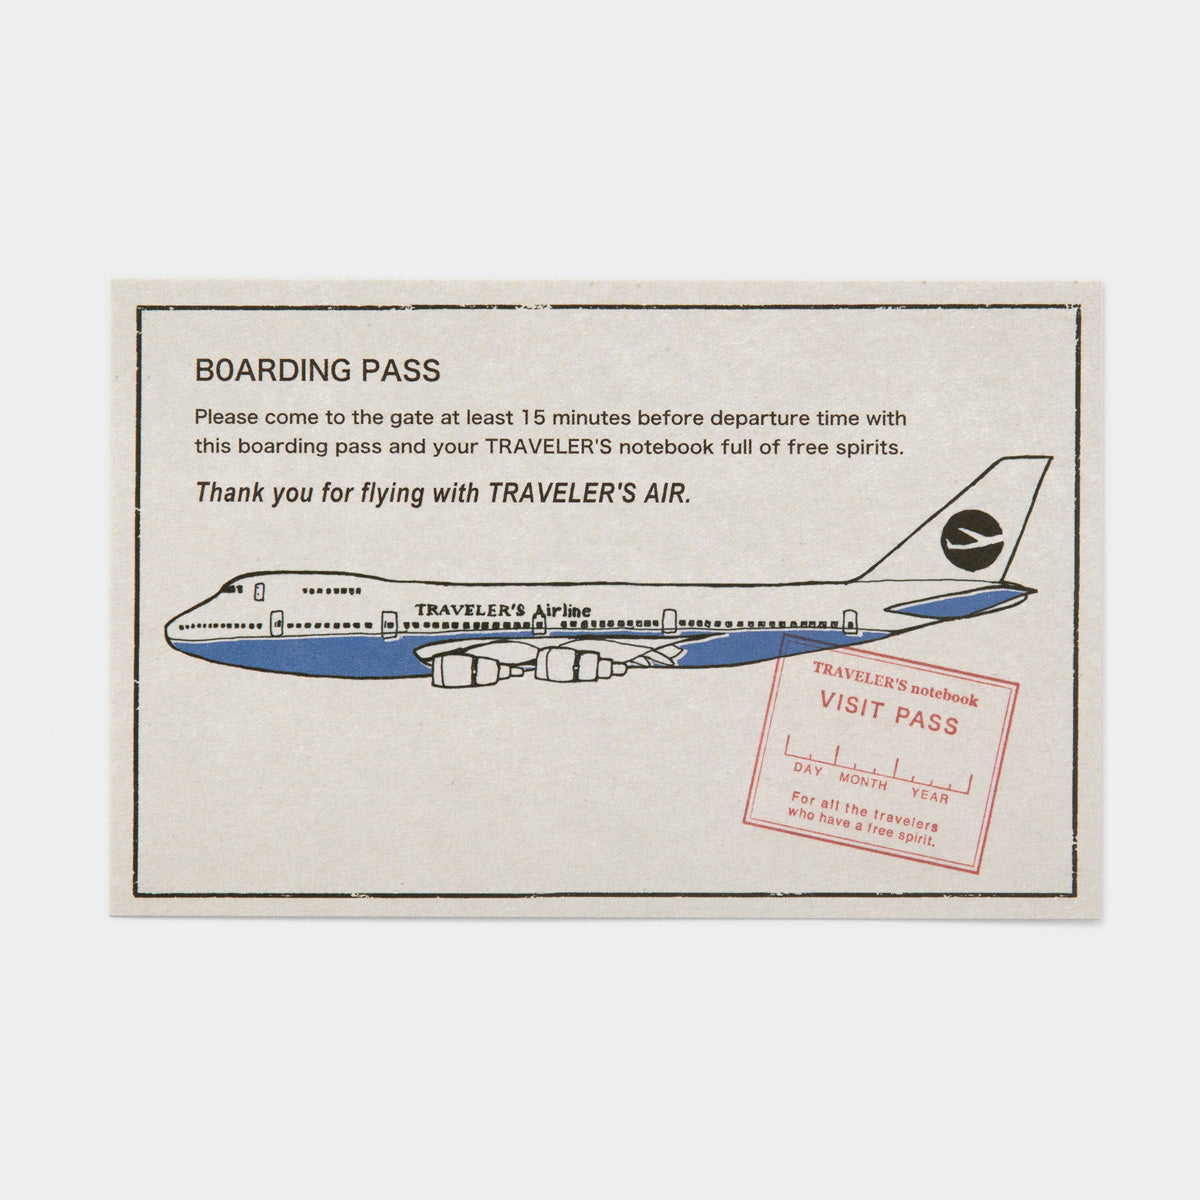 BOARDING PASS
Please come to the gate at least 15 minutes before departure time with
this boarding pass and your TRAVELER'S notebook full of free spirits.
Thank you for flying with TRAVELER'S AIR.
TRAVELER'S Airline
TRAVELER'S notebook
VISIT PASS
DAY MONTH YEAR
For all the travelers
who have a free spirit.